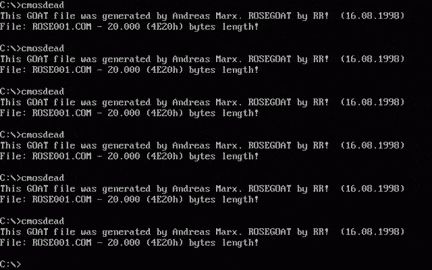 C:\>cmosdead
This GOAT file was generated by Andreas Marx. ROSEGOAT by RR! (16.08.1998)
File: ROSE001.COM - 20.000 (4E20h) bytes length!
C:\>cmosdead
This GOAT file was generated by Andreas Marx. ROSEGOAT by RR! (16.08.1998)
File: ROSE001.COM - 20.000 (4E20h) bytes length!
C:\>cmosdead
This GOAT file was generated by Andreas Marx. ROSEGOAT by RR! (16.08.1998)
File: ROSE001.COM - 20.000 (4E20h) bytes length!
C:\>cmosdead
This GOAT file was generated by Andreas Marx. ROSEGOAT by RR! (16.08.1998)
File: ROSE001.COM - 20.000 (4E20h) bytes length!
C:\>cmosdead
This GOAT file was generated by Andreas Marx. ROSEGOAT by RR! (16.08.1998)
File: ROSE001.COM - 20.000 (4E20h) bytes length!
C:\>cmosdead
This GOAT file was generated by Andreas Marx. ROSEGOAT by RR! (16.08.1998)
File: ROSE001.COM - 20.000 (4E20h) bytes length!
C:\>